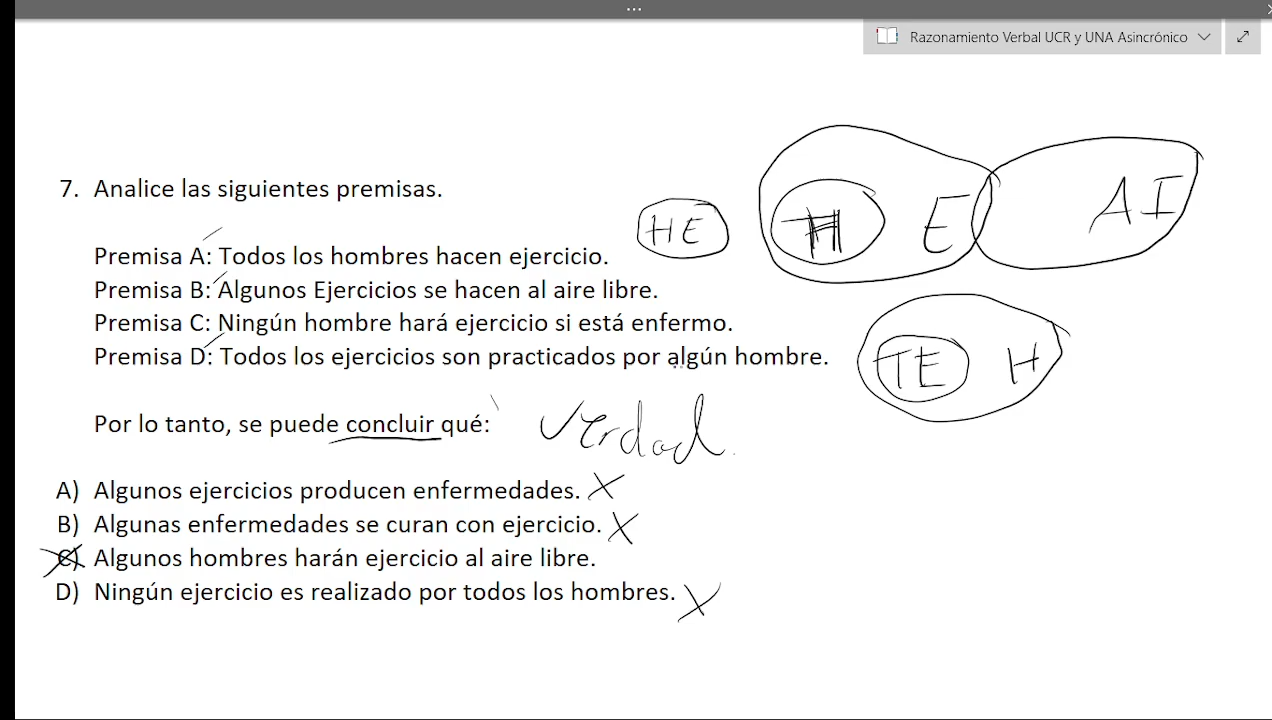 Razonamiento Verbal UCR y UNA Asincrónico
7. Analice las siguientes premisas.
HE
H
E
AI
Premisa A: Todos los hombres hacen ejercicio.
Premisa B: Algunos Ejercicios se hacen al aire libre.
Premisa C: Ningún hombre hará ejercicio si está enfermo.
Premisa D: Todos los ejercicios son practicados por algún hombre.
TE H
Por lo tanto, se puede concluir qué: verdad.
A) Algunos ejercicios producen enfermedades. X
B) Algunas enfermedades se curan con ejercicio. X
C) Algunos hombres harán ejercicio al aire libre.
D) Ningún ejercicio es realizado por todos los hombres. X